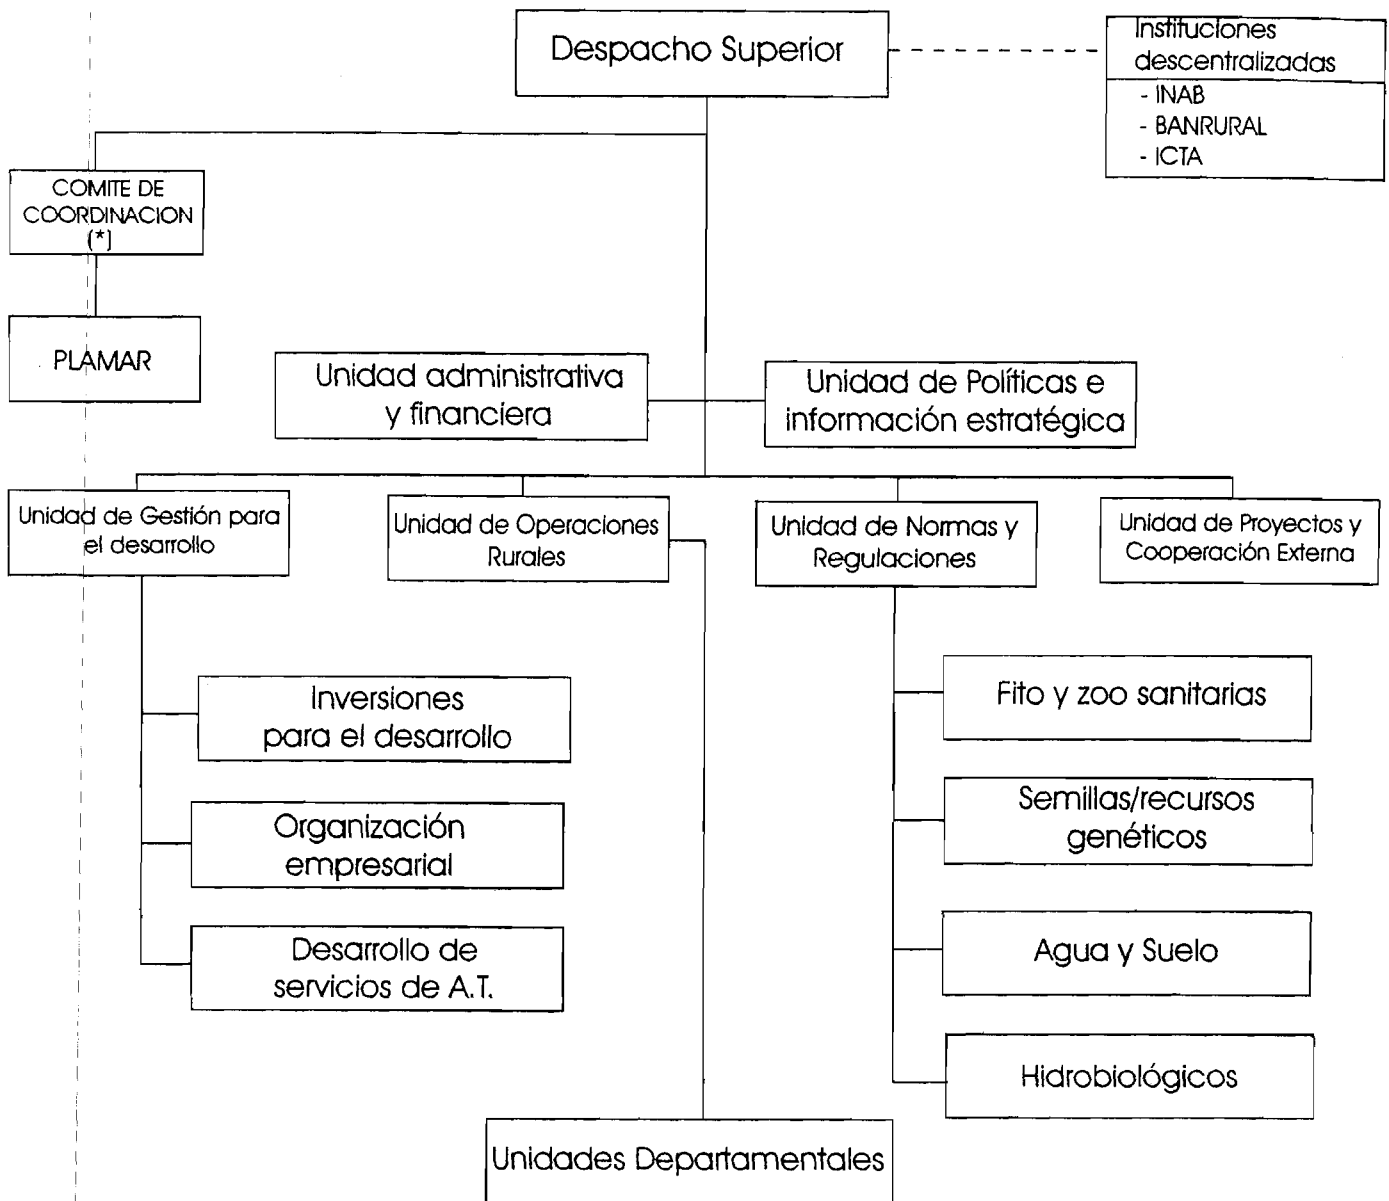 Despacho Superior
Instituciones
descentralizadas
- INAB
- BANRURAL
- ICTA
COMITE DE
COORDINACION
(*)
PLAMAR
Unidad administrativa
y financiera
Unidad de Políticas e
información estratégica
Unidad de Gestión para
el desarrollo
Unidad de Operaciones
Rurales
Unidad de Normas y
Regulaciones
Unidad de Proyectos y
Cooperación Externa
Inversiones
para el desarrollo
Organización
empresarial
Desarrollo de
servicios de A.T.
Fito y zoo sanitarias
Semillas/recursos
genéticos
Agua y Suelo
Hidrobiológicos
Unidades Departamentales